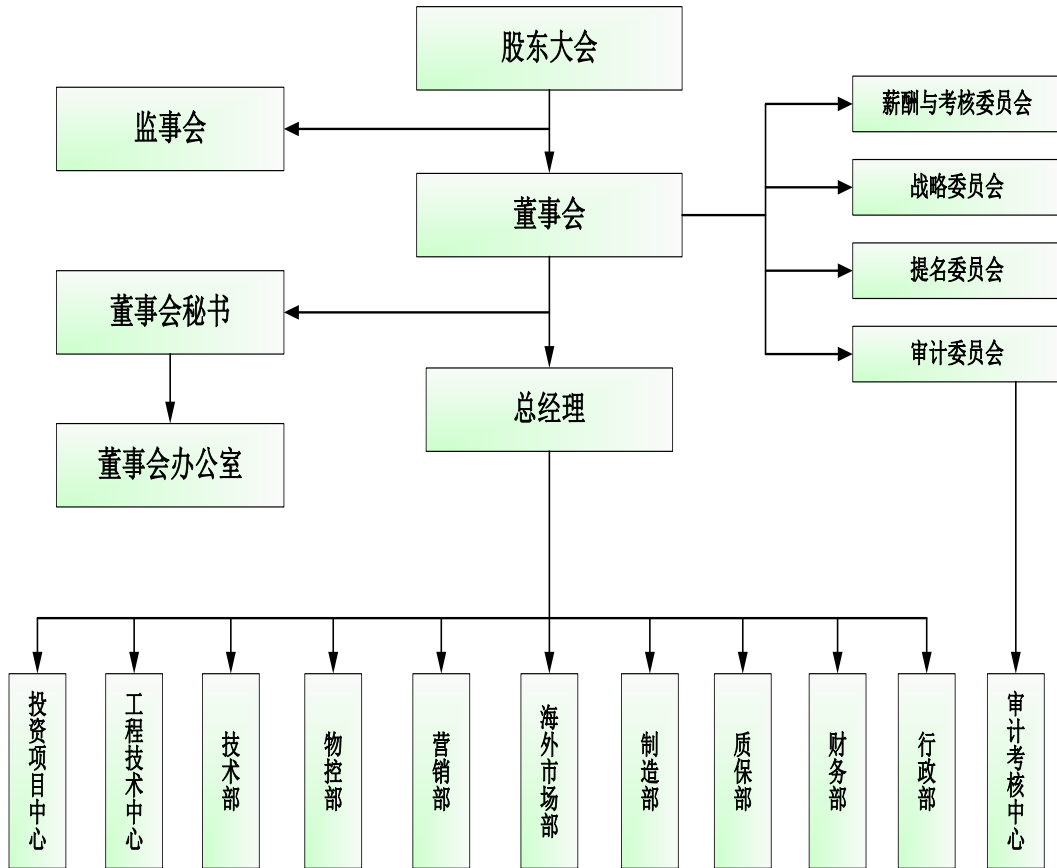 股东大会
监事会
薪酬与考核委员会
战略委员会
董事会
提名委员会
董事会秘书
审计委员会
总经理
董事会办公室
投资项目中心
工程技术中心
技术部
物控部
营销部
海外市场部
制造部
质保部
财务部
行政部
审计考核中心